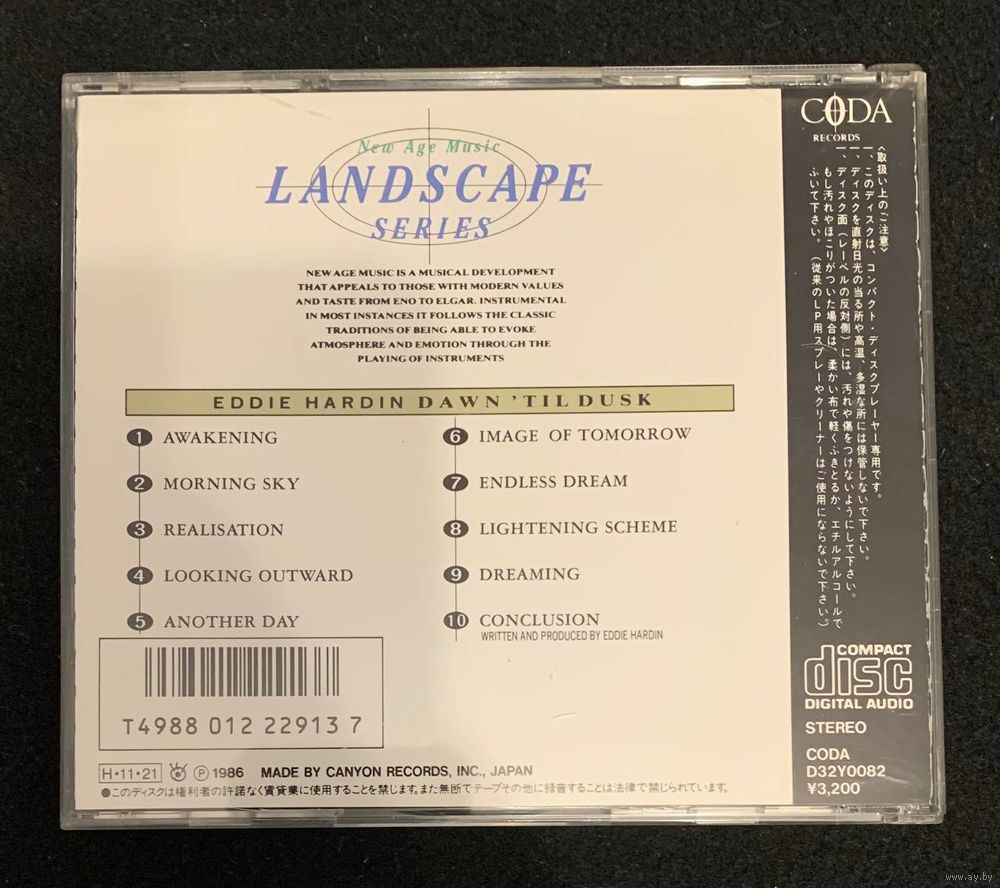 New Age Music
LANDSCAPE
SERIES
NEW AGE MUSIC IS A MUSICAL DEVELOPMENT
THAT APPEALS TO THOSE WITH MODERN VALUES
AND TASTE FROM ENO TO ELGAR. INSTRUMENTAL
IN MOST INSTANCES IT FOLLOWS THE CLASSIC
TRADITIONS OF BEING ABLE TO EVOKE
ATMOSPHERE AND EMOTION THROUGH THE
PLAYING OF INSTRUMENTS
EDDIE HARDIN DAWN 'TIL DUSK
1 AWAKENING
2 MORNING SKY
3 REALISATION
4 LOOKING OUTWARD
5 ANOTHER DAY
6 IMAGE OF TOMORROW
7 ENDLESS DREAM
8 LIGHTENING SCHEME
9 DREAMING
10 CONCLUSION
WRITTEN AND PRODUCED BY EDDIE HARDIN
T4988 012 22913 7
H・11・21 Ⓟ 1986 MADE BY CANYON RECORDS, INC., JAPAN
●このディスクは権利者の許諾なく賃貸業に使用することを禁じます。また無断てテープその他に録音することは法律で禁じられています。
CODA
RECORDS
〈取扱い上のご注意〉
一、このディスクは、コンパクト・ディスクプレーヤー専用です。
一、ディスクを直射日光の当る所や高温、多湿な所には保管しないで下さい。
一、ディスク面(レーベルの反対側)には、汚れや傷をつけないようにして下さい。
もし汚れやほこりがついた場合は、柔かい布で軽くふきとるか、エチルアルコールで
ふいて下さい。(従来のLP用スプレーやクリーナーはご使用にならないで下さい。)
COMPACT
disc
DIGITAL AUDIO
STEREO
CODA
D32Y0082
¥3,200
www.ay.by